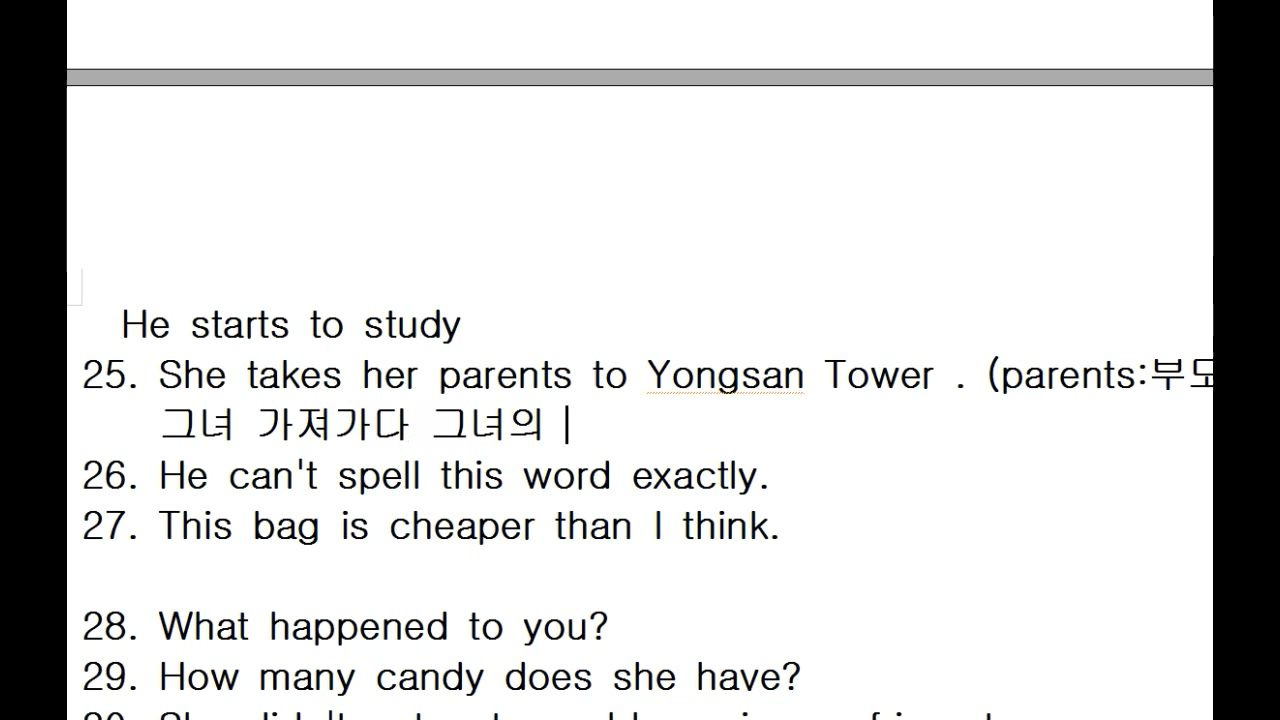 He starts to study
25. She takes her parents to Yongsan Tower . (parents:부모
그녀 가져가다 그녀의
26. He can't spell this word exactly.
27. This bag is cheaper than I think.
28. What happened to you?
29. How many candy does she have?